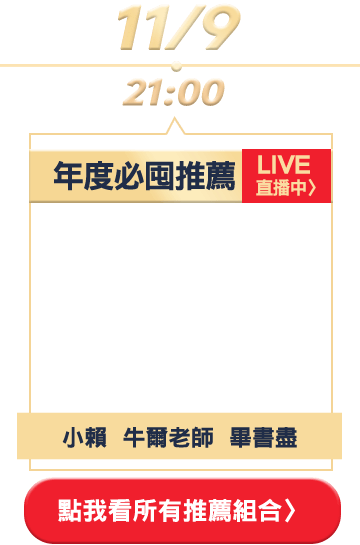 11/9
21:00
年度必囤推薦
LIVE
直播中〉
小賴 牛爾老師 畢書盡
點我看所有推薦組合〉